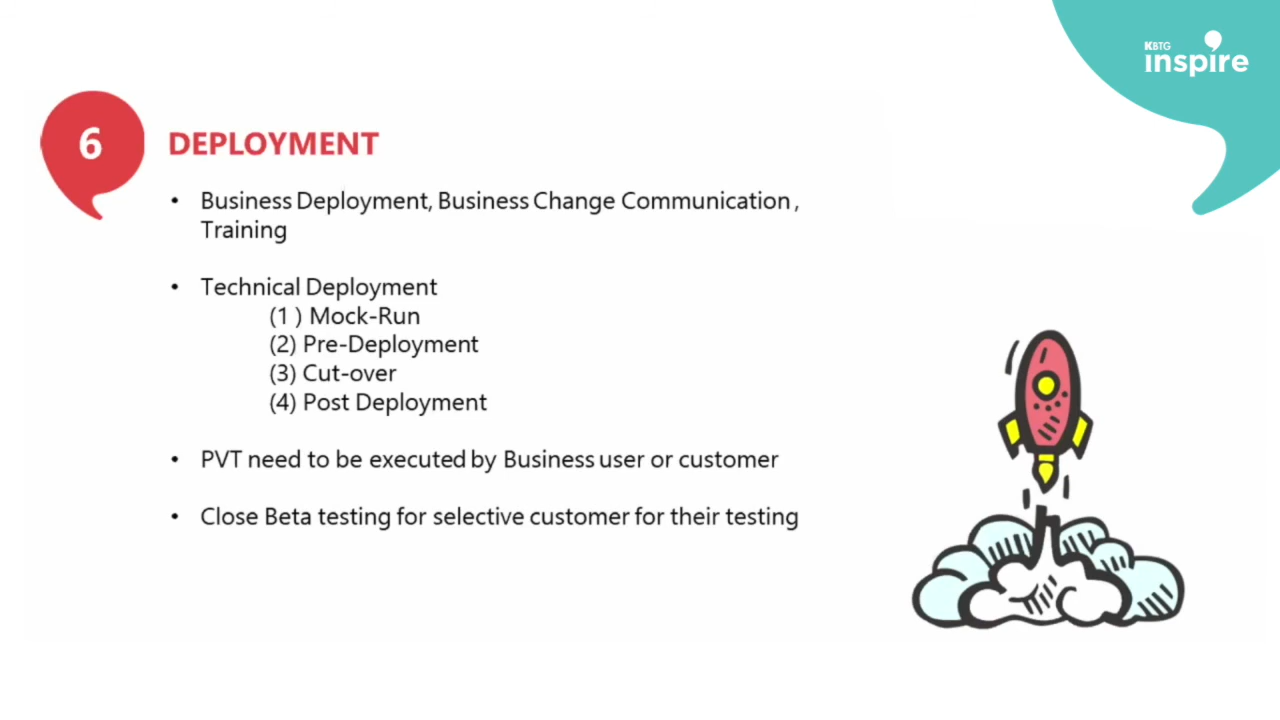 KBTG
inspire
6
DEPLOYMENT
• Business Deployment, Business Change Communication ,
Training
• Technical Deployment
(1 ) Mock-Run
(2) Pre-Deployment
(3) Cut-over
(4) Post Deployment
• PVT need to be executed by Business user or customer
• Close Beta testing for selective customer for their testing